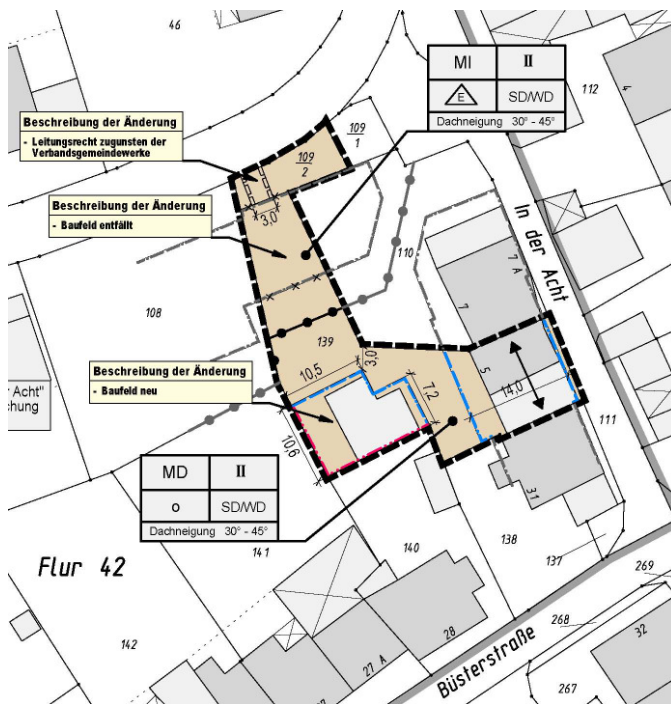 46
MI II
E SD/WD
Dachneigung 30° - 45°
112
4
Beschreibung der Änderung
- Leitungsrecht zugunsten der
Verbandsgemeindewerke
109
1
109
2
Beschreibung der Änderung
- Baufeld entfällt
3,0
In der Acht
110
7 A
7
108
139
Beschreibung der Änderung
- Baufeld neu
10,5
3,0
7,2
5
14,0
r Acht"
chung
111
10,6
MD II
o SD/WD
Dachneigung 30° - 45°
31
141
140
138
137
Flur 42
269
268
142
28
27 A
32
Büsterstraße
267